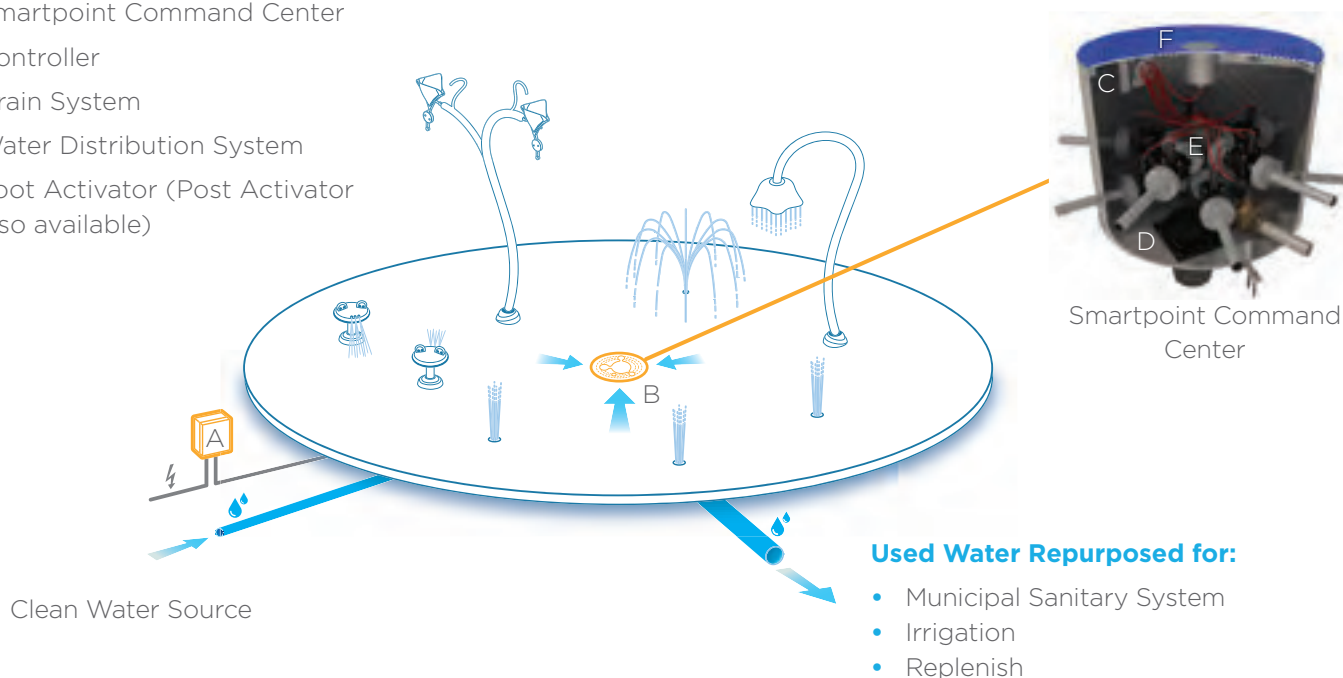 martpoint Command Center
ontroller
rain System
Water Distribution System
oot Activator (Post Activator
so available)
F
C
E
D
Smartpoint Command
Center
B
A
Used Water Repurposed for:
• Municipal Sanitary System
• Irrigation
• Replenish
Clean Water Source